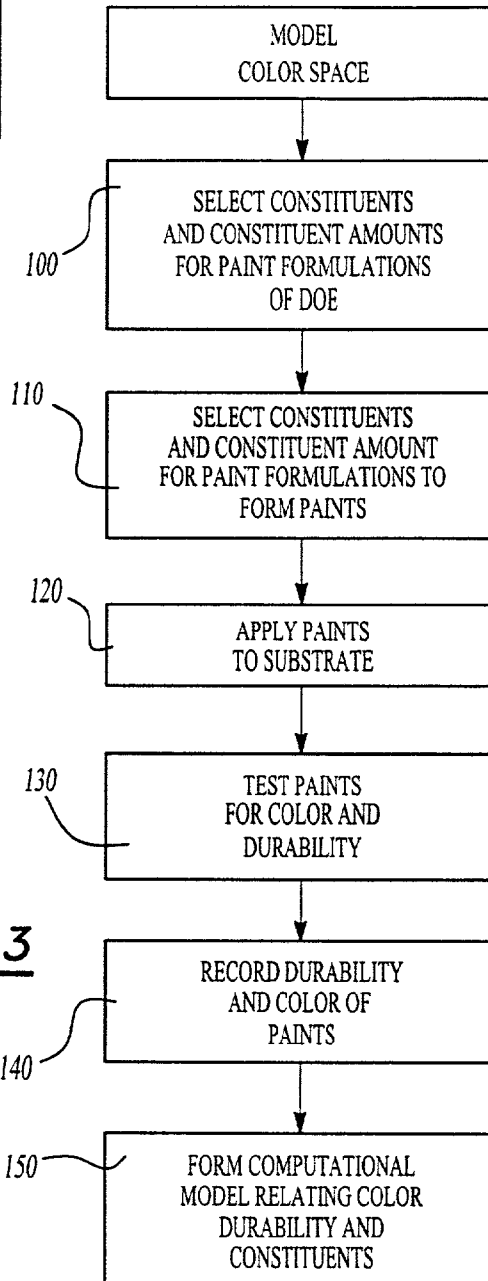 MODEL
COLOR SPACE
100
SELECT CONSTITUENTS
AND CONSTITUENT AMOUNTS
FOR PAINT FORMULATIONS
OF DOE
110
SELECT CONSTITUENTS
AND CONSTITUENT AMOUNT
FOR PAINT FORMULATIONS TO
FORM PAINTS
120
APPLY PAINTS
TO SUBSTRATE
130
TEST PAINTS
FOR COLOR AND
DURABILITY
3
140
RECORD DURABILITY
AND COLOR OF
PAINTS
150
FORM COMPUTATIONAL
MODEL RELATING COLOR
DURABILITY AND
CONSTITUENTS